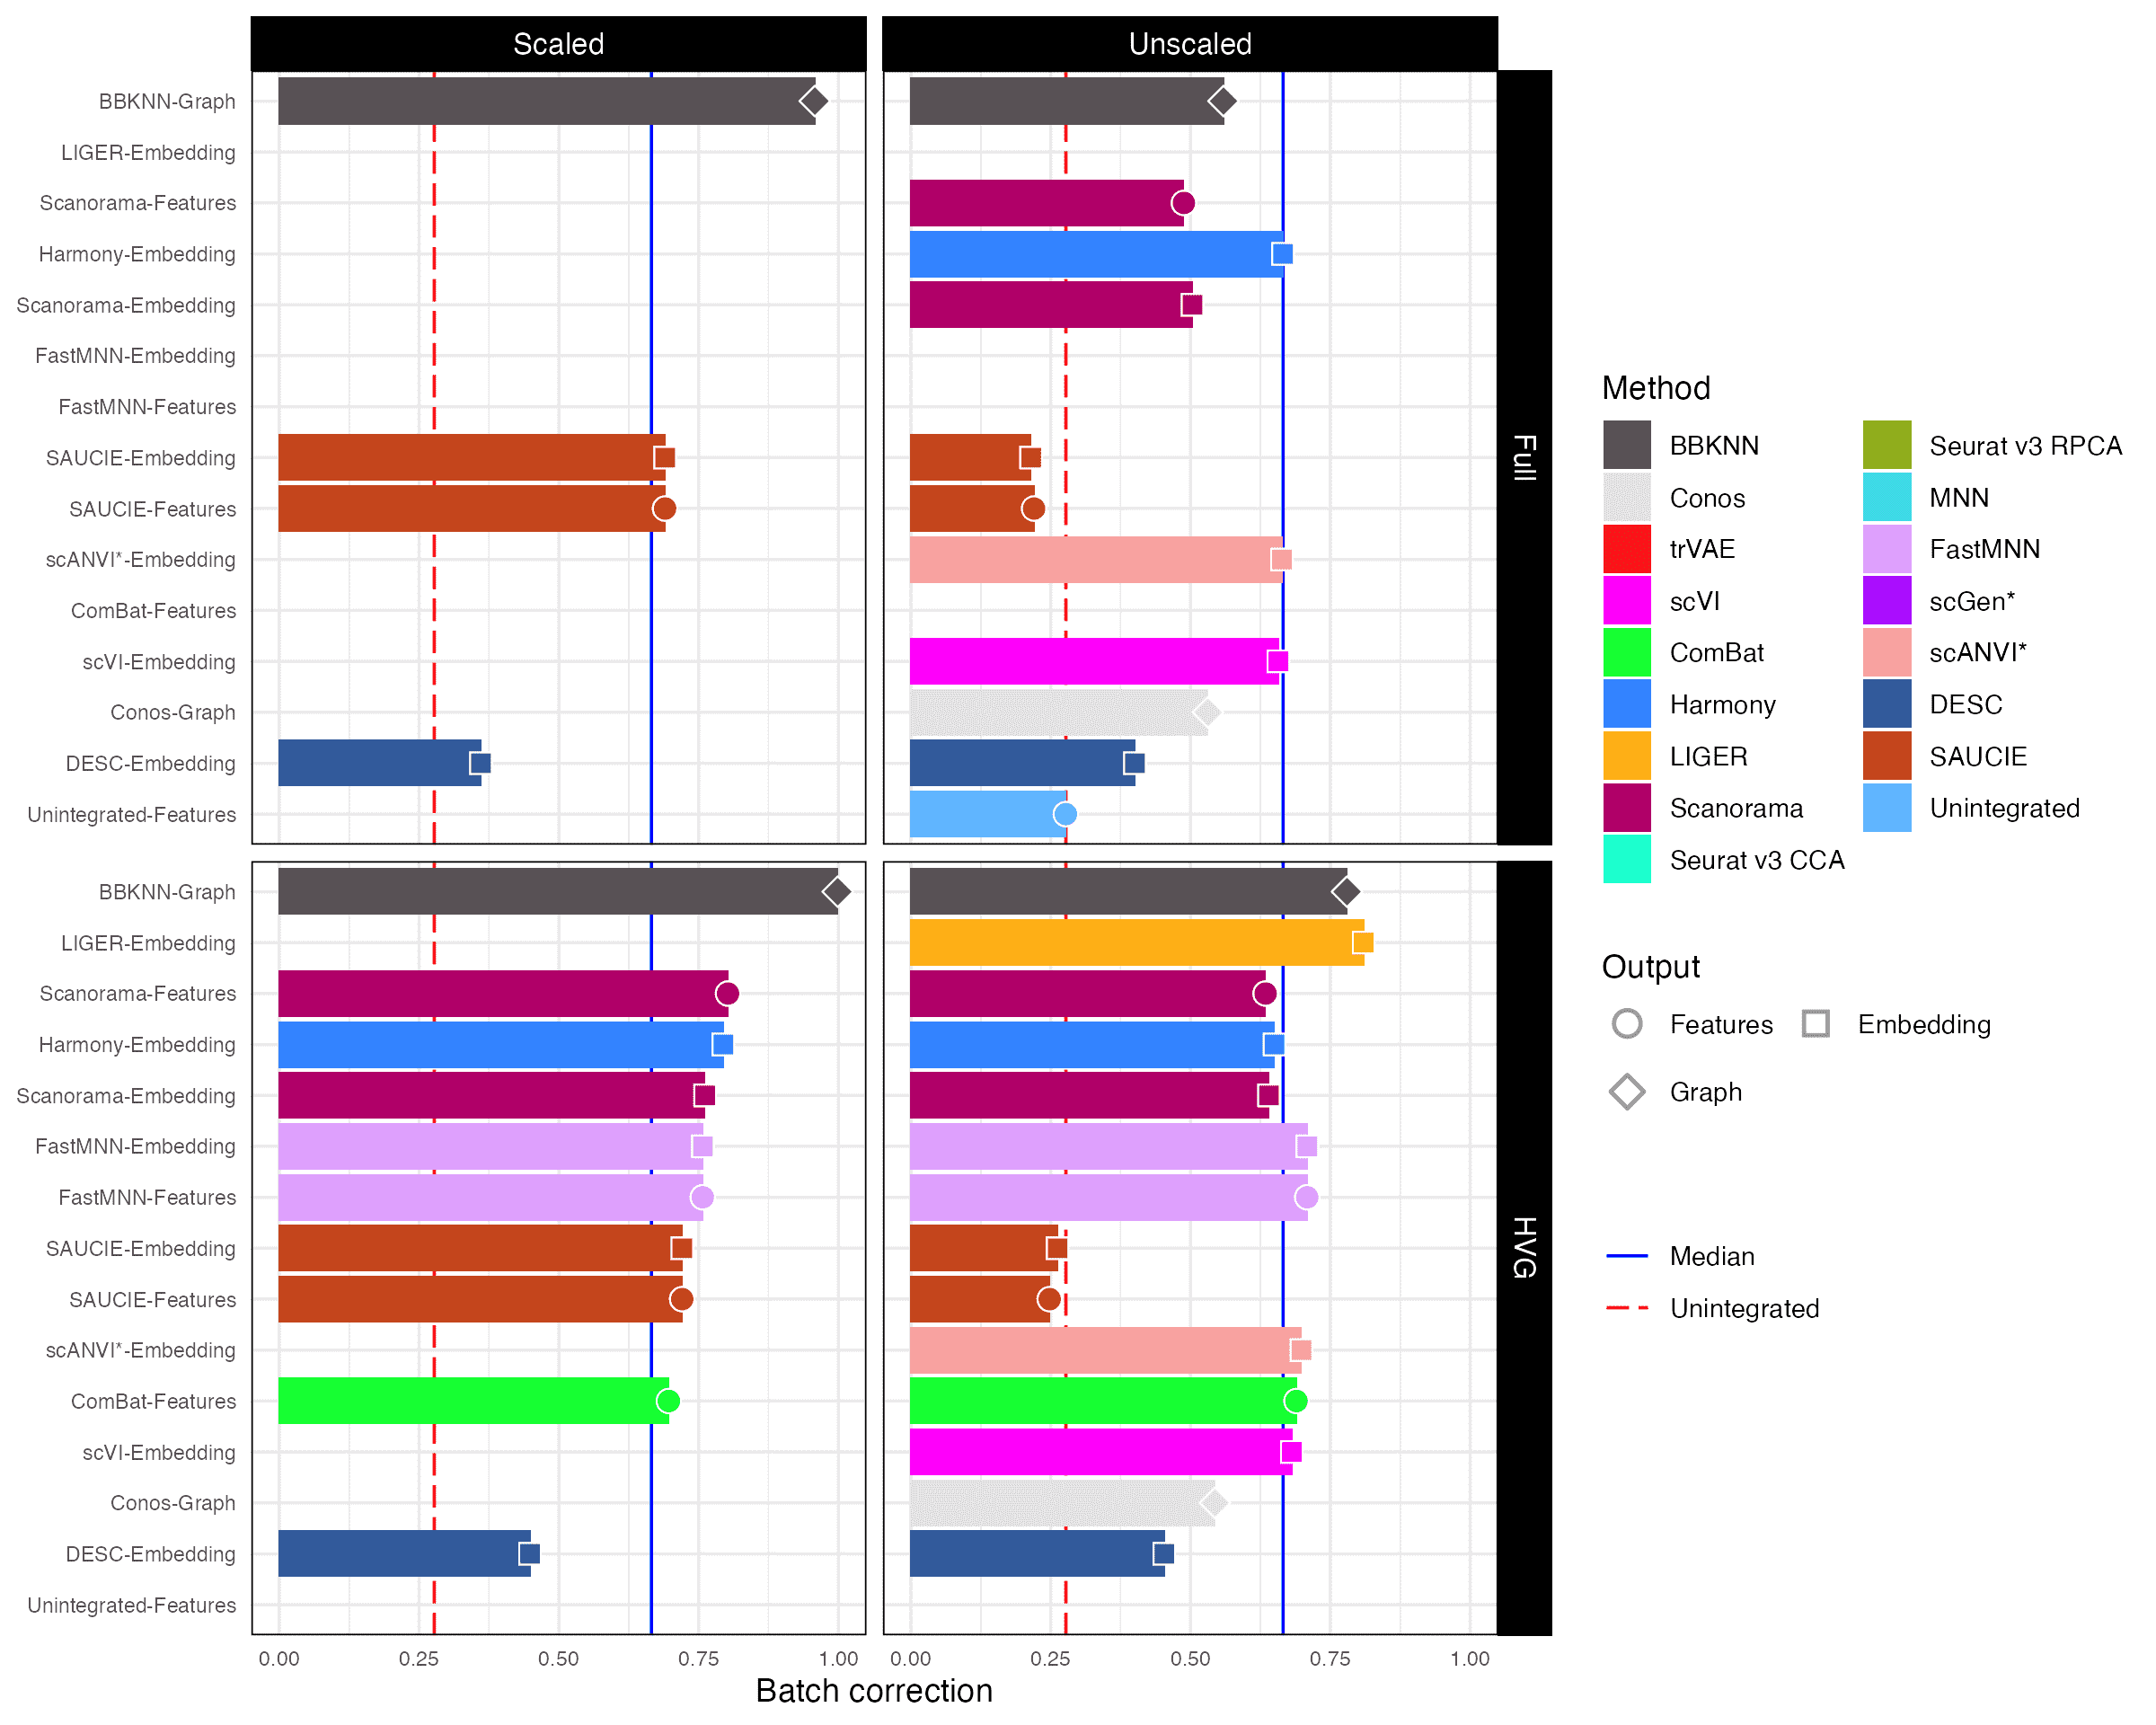 Scaled
Unscaled
BBKNN-Graph
LIGER-Embedding
Scanorama-Features
Harmony-Embedding
Scanorama-Embedding
FastMNN-Embedding
FastMNN-Features
SAUCIE-Embedding
SAUCIE-Features
scANVI*-Embedding
ComBat-Features
scVI-Embedding
Conos-Graph
DESC-Embedding
Unintegrated-Features
Full
BBKNN-Graph
LIGER-Embedding
Scanorama-Features
Harmony-Embedding
Scanorama-Embedding
FastMNN-Embedding
FastMNN-Features
SAUCIE-Embedding
SAUCIE-Features
scANVI*-Embedding
ComBat-Features
scVI-Embedding
Conos-Graph
DESC-Embedding
Unintegrated-Features
HVG
0.00 0.25 0.50 0.75 1.00
0.00 0.25 0.50 0.75 1.00
Batch correction
Method
BBKNN
Conos
trVAE
scVI
ComBat
Harmony
LIGER
Scanorama
Seurat v3 CCA
Seurat v3 RPCA
MNN
FastMNN
scGen*
scANVI*
DESC
SAUCIE
Unintegrated
Output
Features
Embedding
Graph
Median
Unintegrated